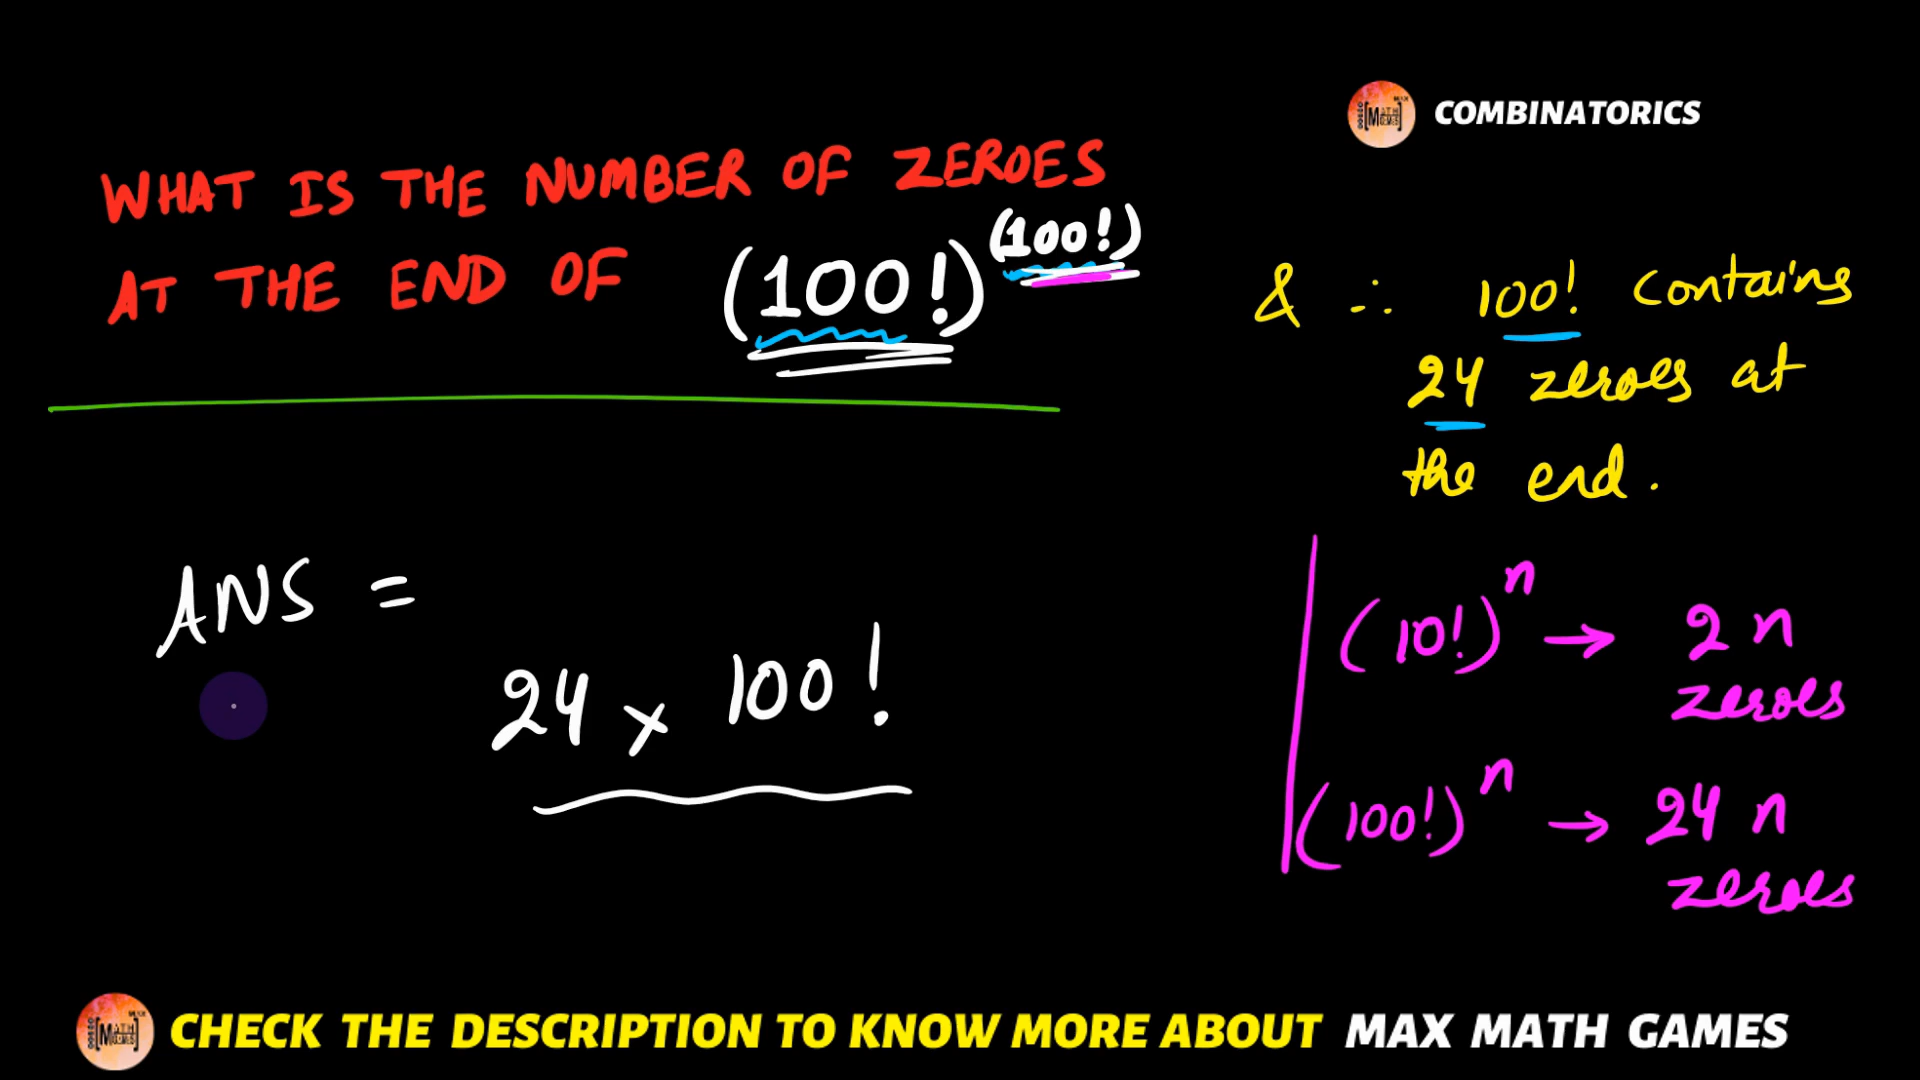 COMBINATORICS
WHAT IS THE NUMBER OF ZEROES
AT THE END OF (100!)^(100!)
& ∴ 100! contains
24 zeroes at
the end.
ANS =
24 × 100!
(10!)^n → 2n
zeroes
(100!)^n → 24n
zeroes
CHECK THE DESCRIPTION TO KNOW MORE ABOUT MAX MATH GAMES